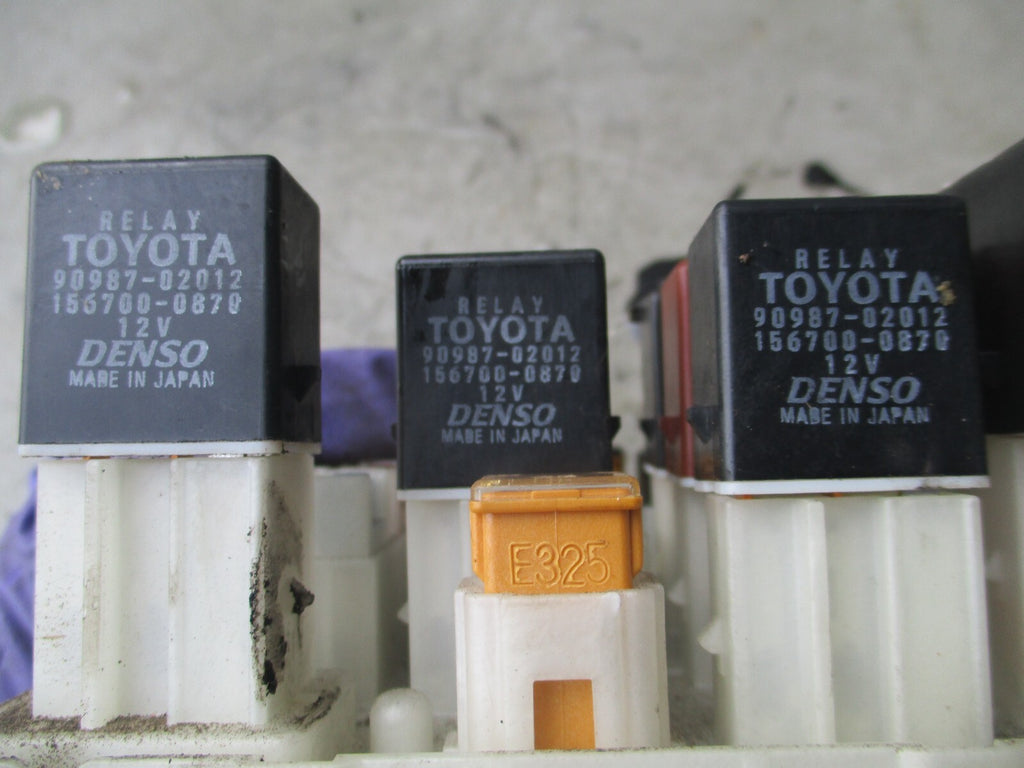 RELAY
TOYOTA
90987-02012
156700-0870
12V
DENSO
MADE IN JAPAN
RELAY
TOYOTA
90987-02012
156700-0870
12V
DENSO
MADE IN JAPAN
E325
RELAY
TOYOTA
90987-02012
156700-0870
12V
DENSO
MADE IN JAPAN